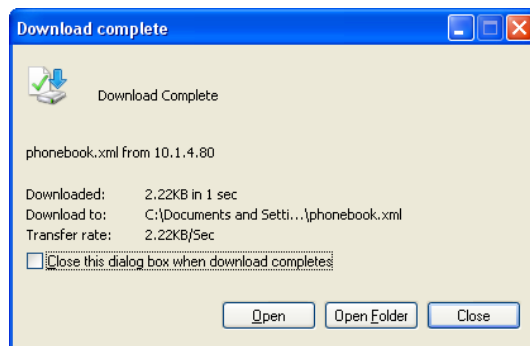 Download complete
Download Complete
phonebook.xml from 10.1.4.80
Downloaded: 2.22KB in 1 sec
Download to: C:\Documents and Setti...\phonebook.xml
Transfer rate: 2.22KB/Sec
Close this dialog box when download completes
Open Open Folder Close